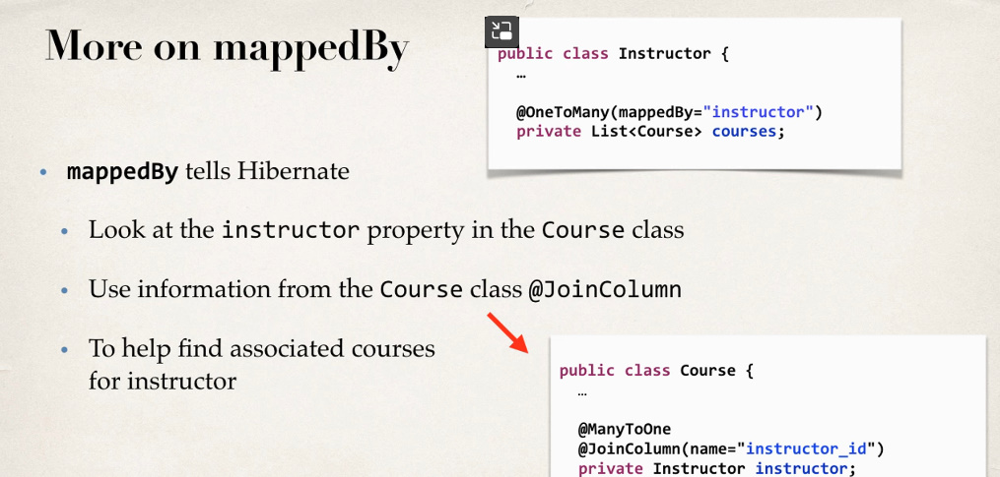 More on mappedBy
public class Instructor {
…
@OneToMany(mappedBy="instructor")
private List<Course> courses;
• mappedBy tells Hibernate
• Look at the instructor property in the Course class
• Use information from the Course class @JoinColumn
• To help find associated courses
for instructor
public class Course {
…
@ManyToOne
@JoinColumn(name="instructor_id")
private Instructor instructor;